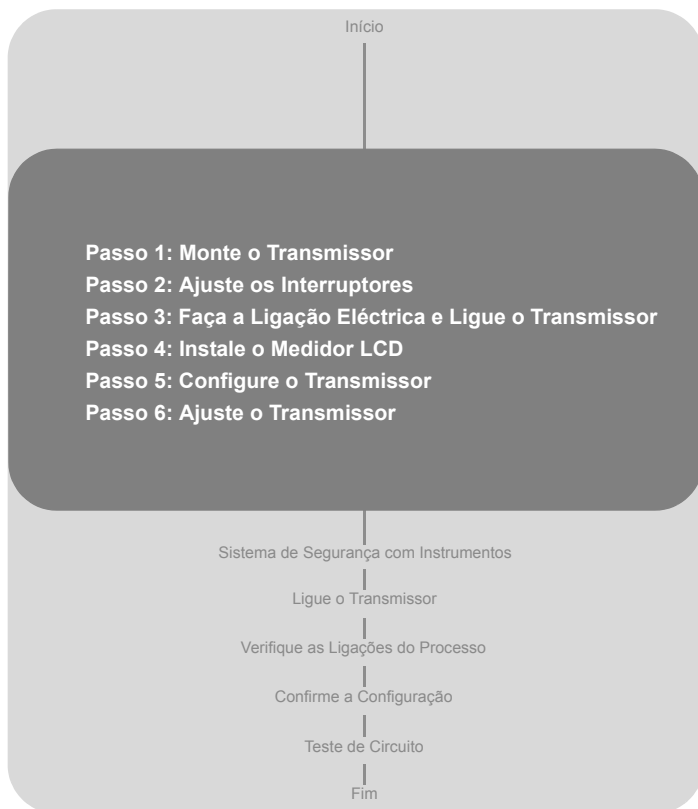 Início
Passo 1: Monte o Transmissor
Passo 2: Ajuste os Interruptores
Passo 3: Faça a Ligação Eléctrica e Ligue o Transmissor
Passo 4: Instale o Medidor LCD
Passo 5: Configure o Transmissor
Passo 6: Ajuste o Transmissor
Sistema de Segurança com Instrumentos
Ligue o Transmissor
Verifique as Ligações do Processo
Confirme a Configuração
Teste de Circuito
Fim